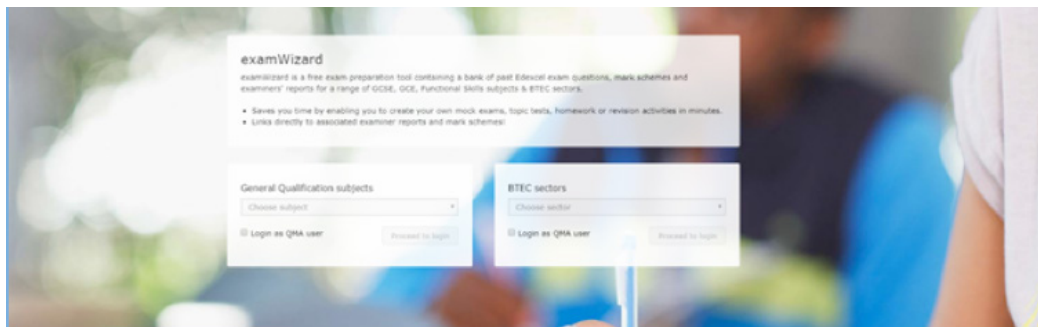 examWizard
examWizard is a free exam preparation tool containing a bank of past Edexcel exam questions, mark schemes and
examiners' reports for a range of GCSE, GCE, Functional Skills subjects & BTEC sectors.
• Saves you time by enabling you to create your own mock exams, topic tests, homework or revision activities in minutes.
• Links directly to associated examiner reports and mark schemes!
General Qualification subjects
Choose subject
Login as QMA user
Proceed to login
BTEC sectors
Choose sector
Login as QMA user
Proceed to login